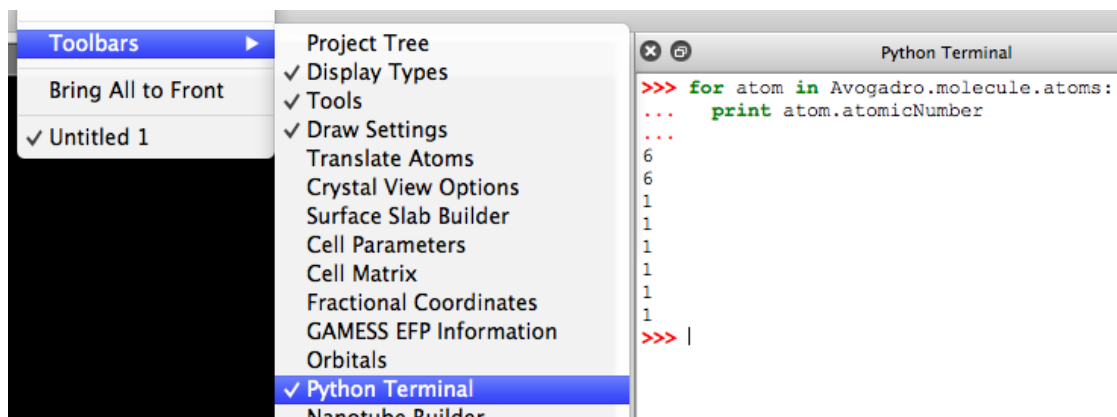 Toolbars
Bring All to Front
✓ Untitled 1
Project Tree
✓ Display Types
✓ Tools
✓ Draw Settings
Translate Atoms
Crystal View Options
Surface Slab Builder
Cell Parameters
Cell Matrix
Fractional Coordinates
GAMESS EFP Information
Orbitals
✓ Python Terminal
Nanotube Builder
Python Terminal
>>> for atom in Avogadro.molecule.atoms:
...   print atom.atomicNumber
...
6
6
1
1
1
1
1
1
>>>